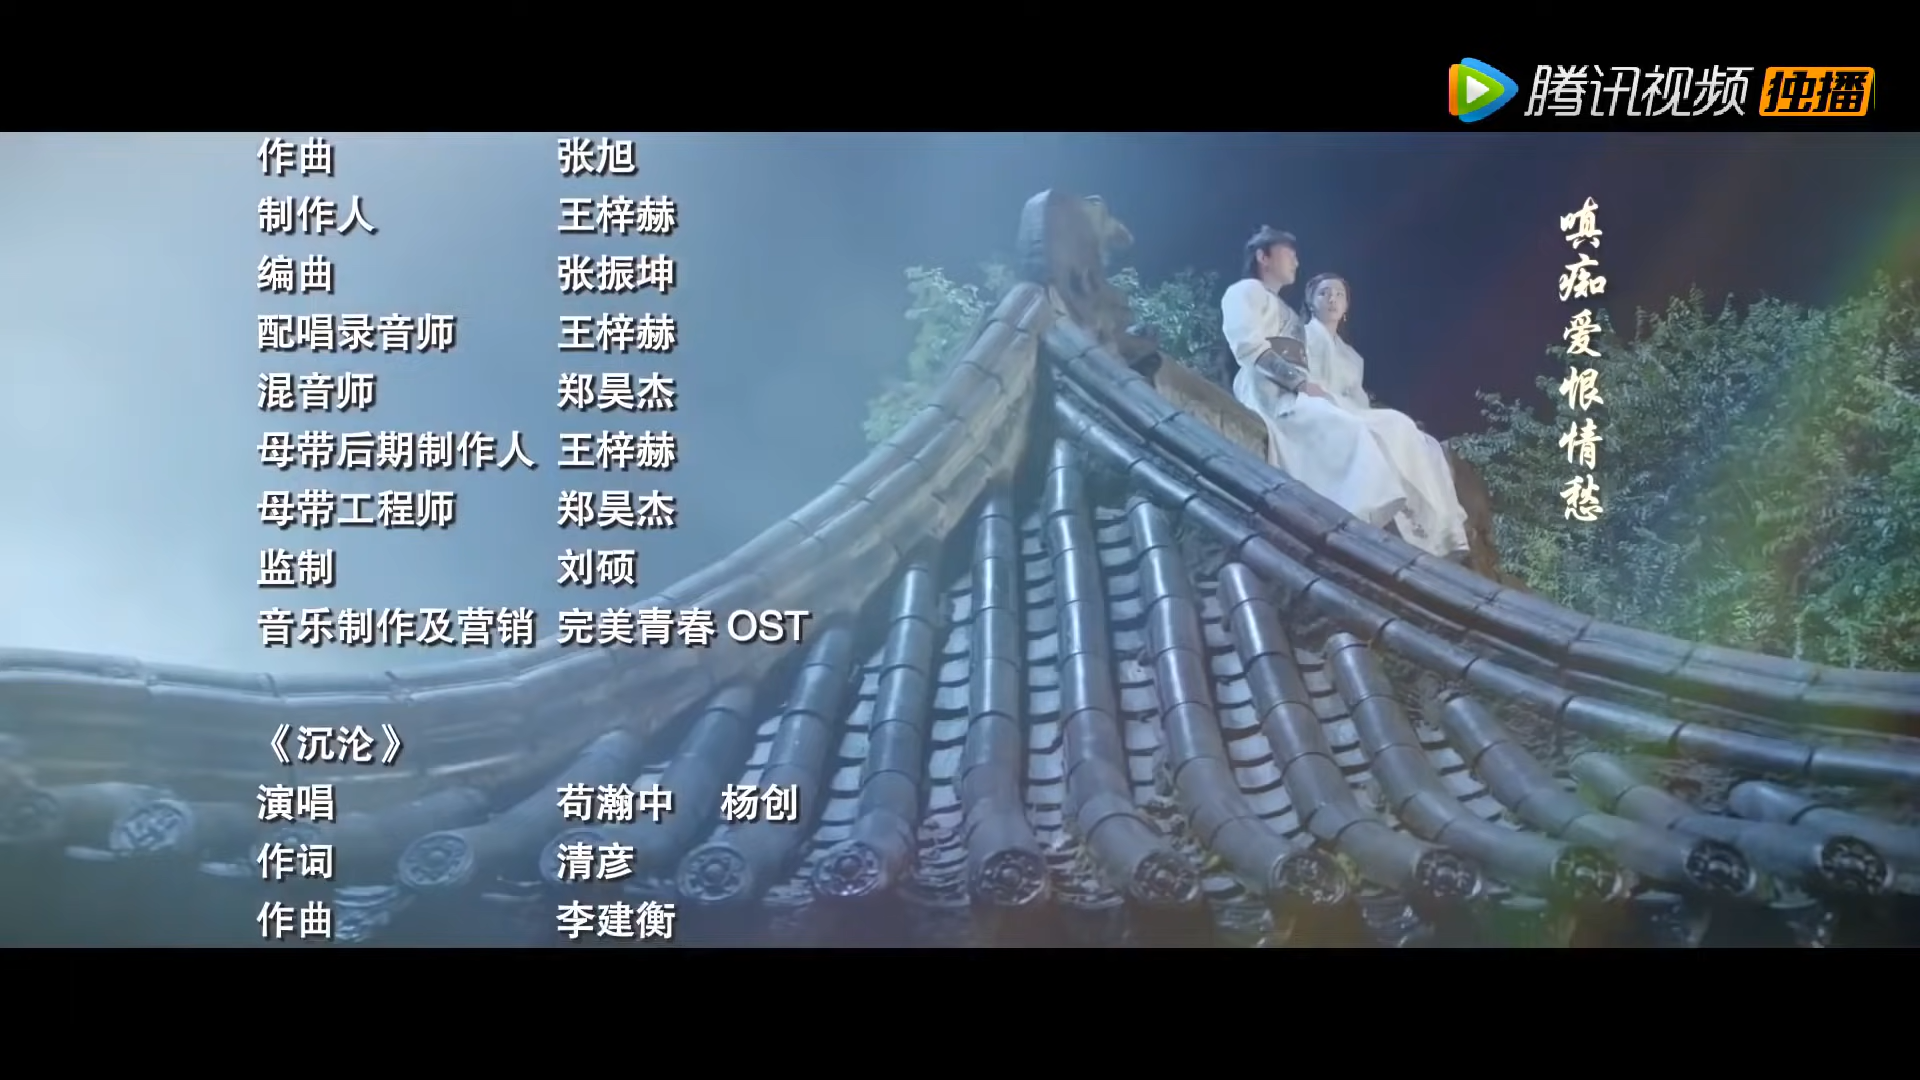 腾讯视频 独播
作曲 张旭
制作人 王梓赫
编曲 张振坤
配唱录音师 王梓赫
混音师 郑昊杰
母带后期制作人 王梓赫
母带工程师 郑昊杰
监制 刘硕
音乐制作及营销 完美青春 OST
《沉沦》
演唱 苟瀚中 杨创
作词 清彦
作曲 李建衡
嗔痴爱恨情愁